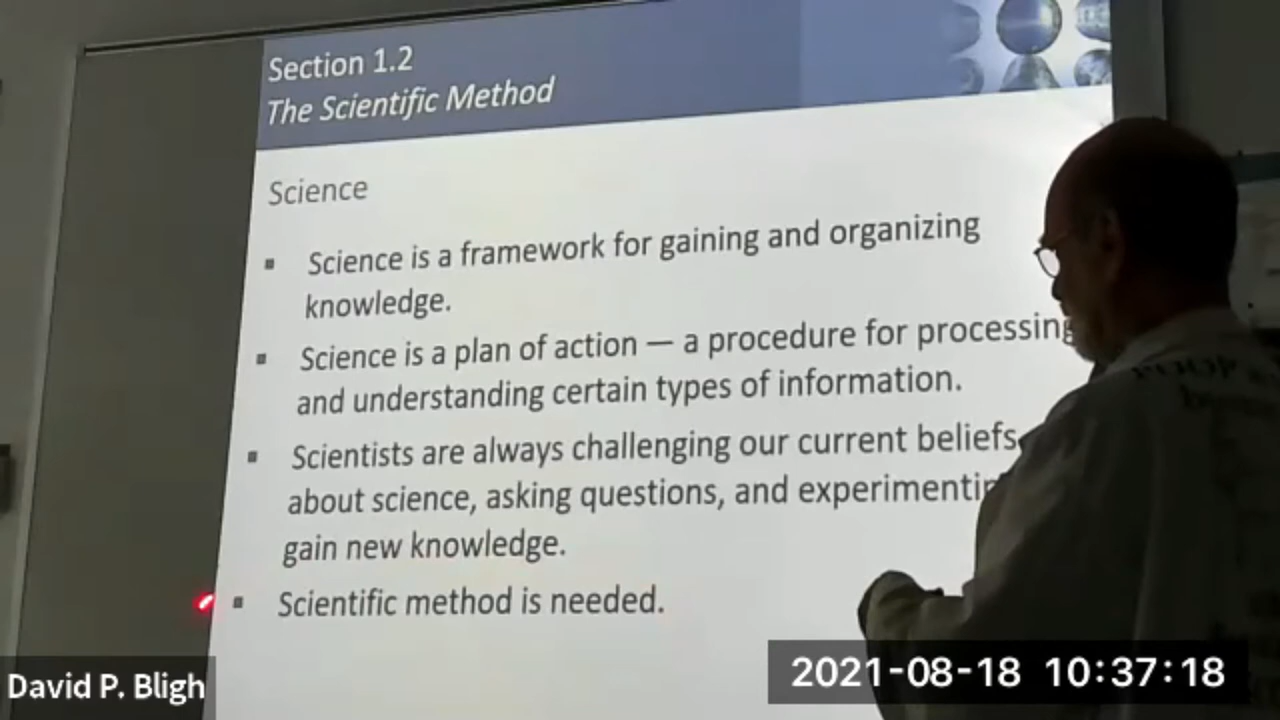 Section 1.2
The Scientific Method
Science
▪ Science is a framework for gaining and organizing
knowledge.
▪ Science is a plan of action — a procedure for processing
and understanding certain types of information.
▪ Scientists are always challenging our current beliefs
about science, asking questions, and
gain new knowledge.
▪ Scientific method is needed.
David P. Bligh
2021-08-18 10:37:18